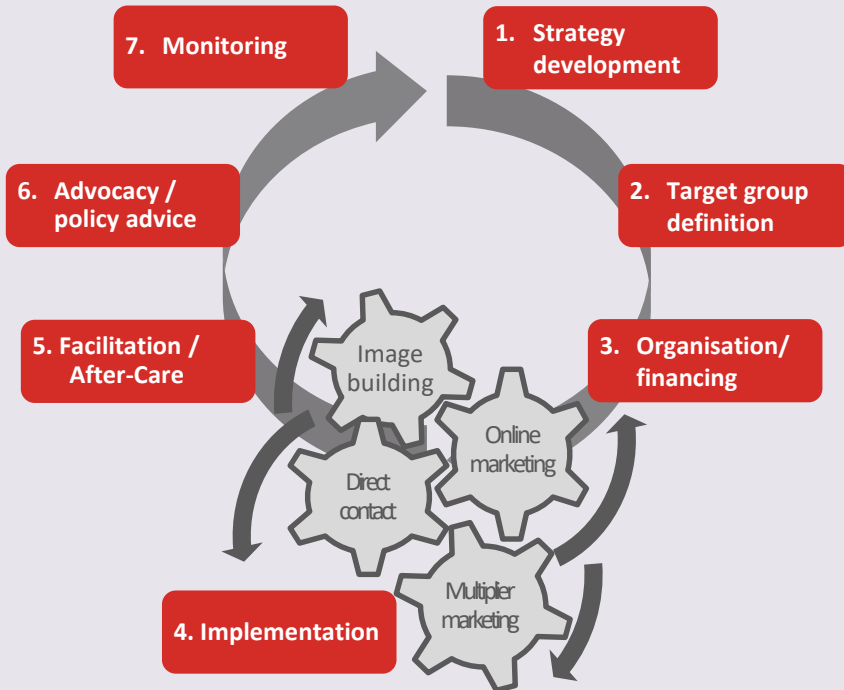 7. Monitoring
1. Strategy
development
6. Advocacy /
policy advice
2. Target group
definition
5. Facilitation /
After-Care
3. Organisation/
financing
Image
building
Online
marketing
Direct
contact
Multiplier
marketing
4. Implementation